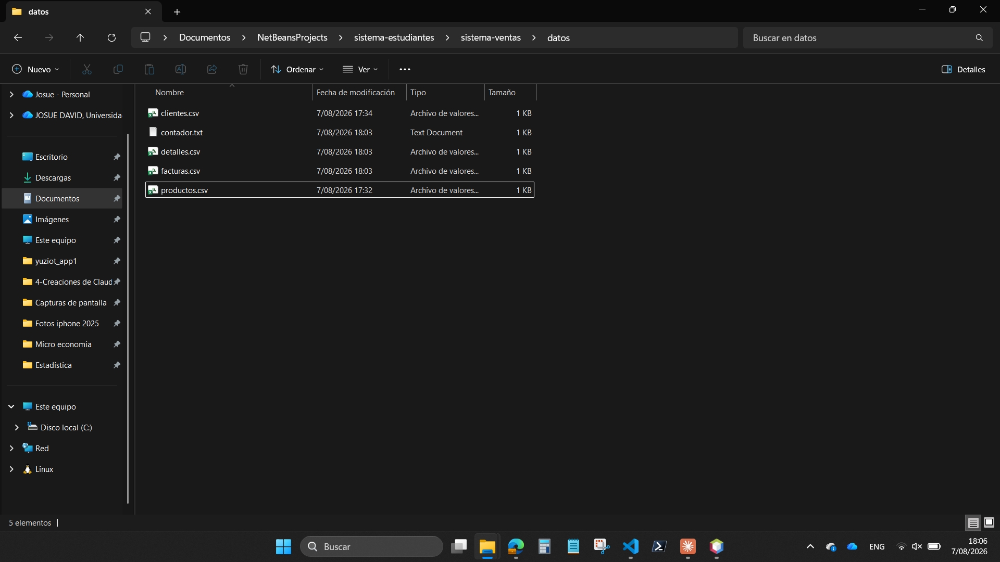 datos
Documentos
NetBeansProjects
sistema-estudiantes
sistema-ventas
datos
Buscar en datos
Nuevo
Ordenar
Ver
Detalles
Josue - Personal
JOSUE DAVID, Universida
Escritorio
Descargas
Documentos
Imágenes
Este equipo
yuziot_app1
4-Creaciones de Claud
Capturas de pantalla
Fotos iphone 2025
Micro economia
Estadistica
Este equipo
Disco local (C:)
Red
Linux
Nombre Fecha de modificación Tipo Tamaño
clientes.csv 7/08/2026 17:34 Archivo de valores... 1 KB
contador.txt 7/08/2026 18:03 Text Document 1 KB
detalles.csv 7/08/2026 18:03 Archivo de valores... 1 KB
facturas.csv 7/08/2026 18:03 Archivo de valores... 1 KB
productos.csv 7/08/2026 17:32 Archivo de valores... 1 KB
5 elementos
Buscar
ENG
18:06
7/08/2026